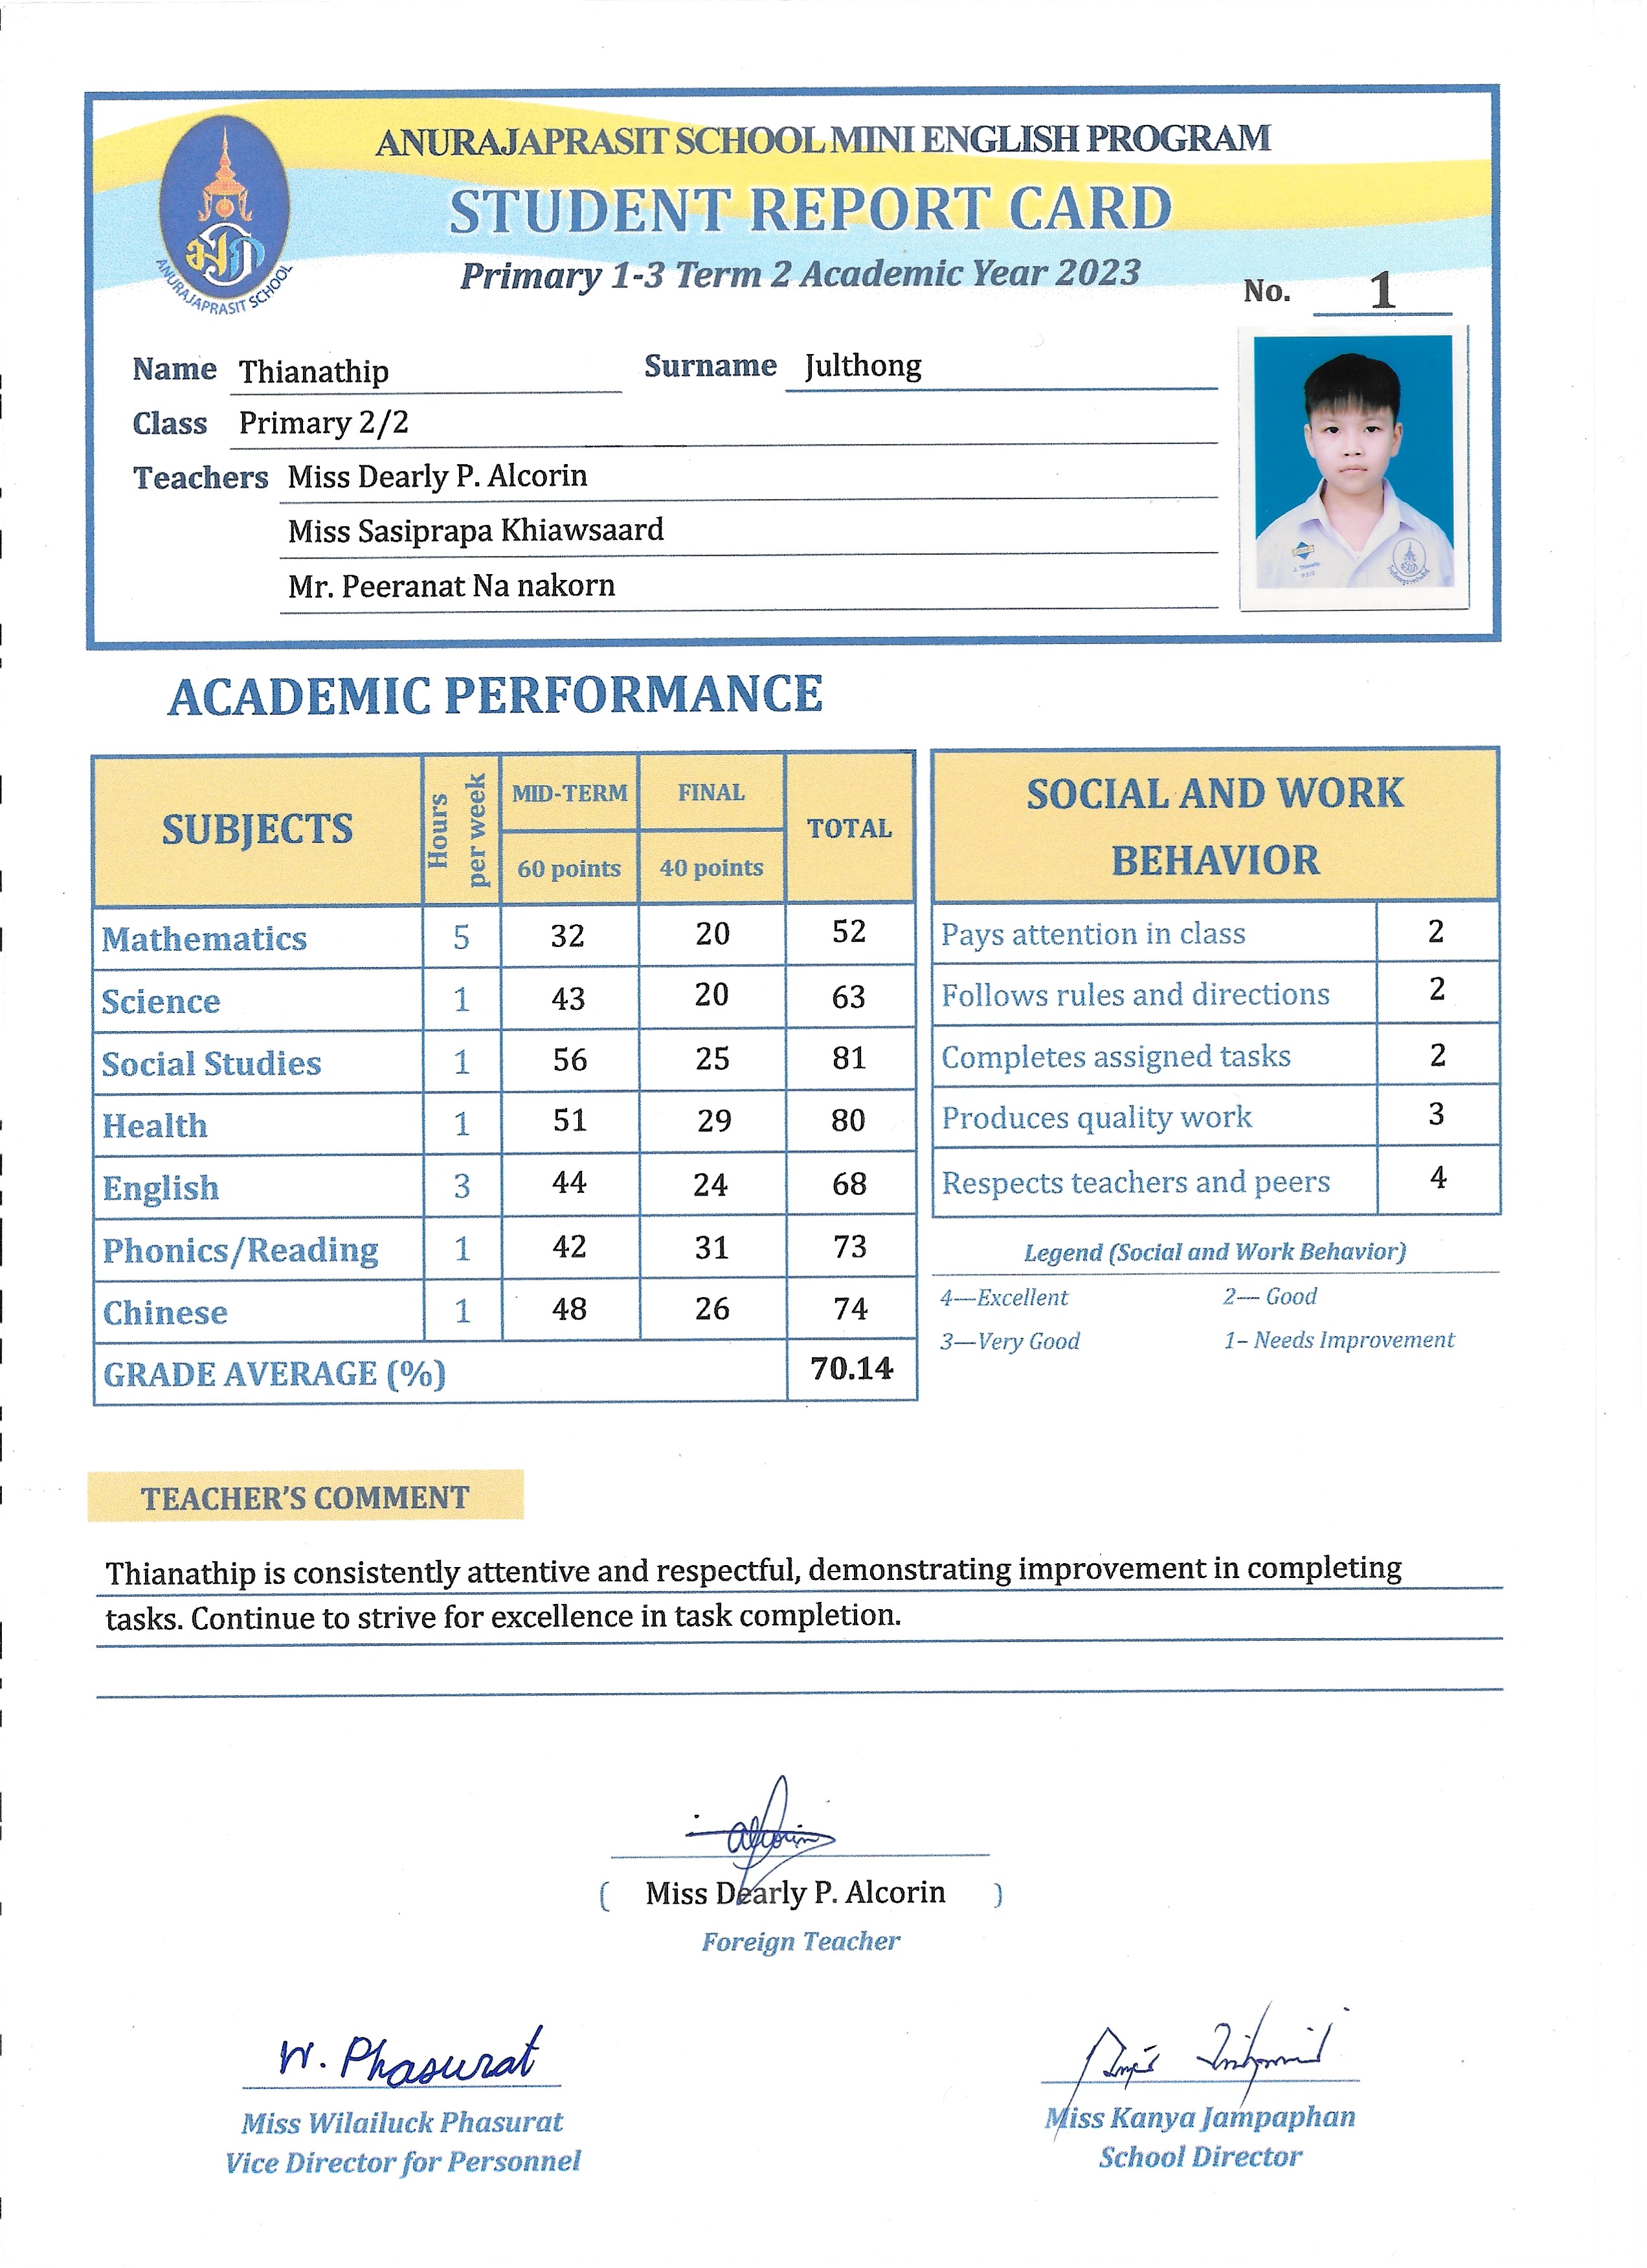 ANURAJAPRASIT SCHOOL MINI ENGLISH PROGRAM
STUDENT REPORT CARD
Primary 1-3 Term 2 Academic Year 2023
ANURAJAPRASIT SCHOOL
No. 1
Name Thianathip Surname Julthong
Class Primary 2/2
Teachers Miss Dearly P. Alcorin
Miss Sasiprapa Khiawsaard
Mr. Peeranat Na nakorn
ACADEMIC PERFORMANCE
SUBJECTS Hours per week MID-TERM FINAL TOTAL
60 points 40 points
Mathematics 5 32 20 52
Science 1 43 20 63
Social Studies 1 56 25 81
Health 1 51 29 80
English 3 44 24 68
Phonics/Reading 1 42 31 73
Chinese 1 48 26 74
GRADE AVERAGE (%) 70.14
SOCIAL AND WORK
BEHAVIOR
Pays attention in class 2
Follows rules and directions 2
Completes assigned tasks 2
Produces quality work 3
Respects teachers and peers 4
Legend (Social and Work Behavior)
4—Excellent 2— Good
3—Very Good 1– Needs Improvement
TEACHER'S COMMENT
Thianathip is consistently attentive and respectful, demonstrating improvement in completing
tasks. Continue to strive for excellence in task completion.
Alcorin
( Miss Dearly P. Alcorin )
Foreign Teacher
W. Phasurat
Miss Wilailuck Phasurat
Vice Director for Personnel
Miss Kanya Jampaphan
School Director